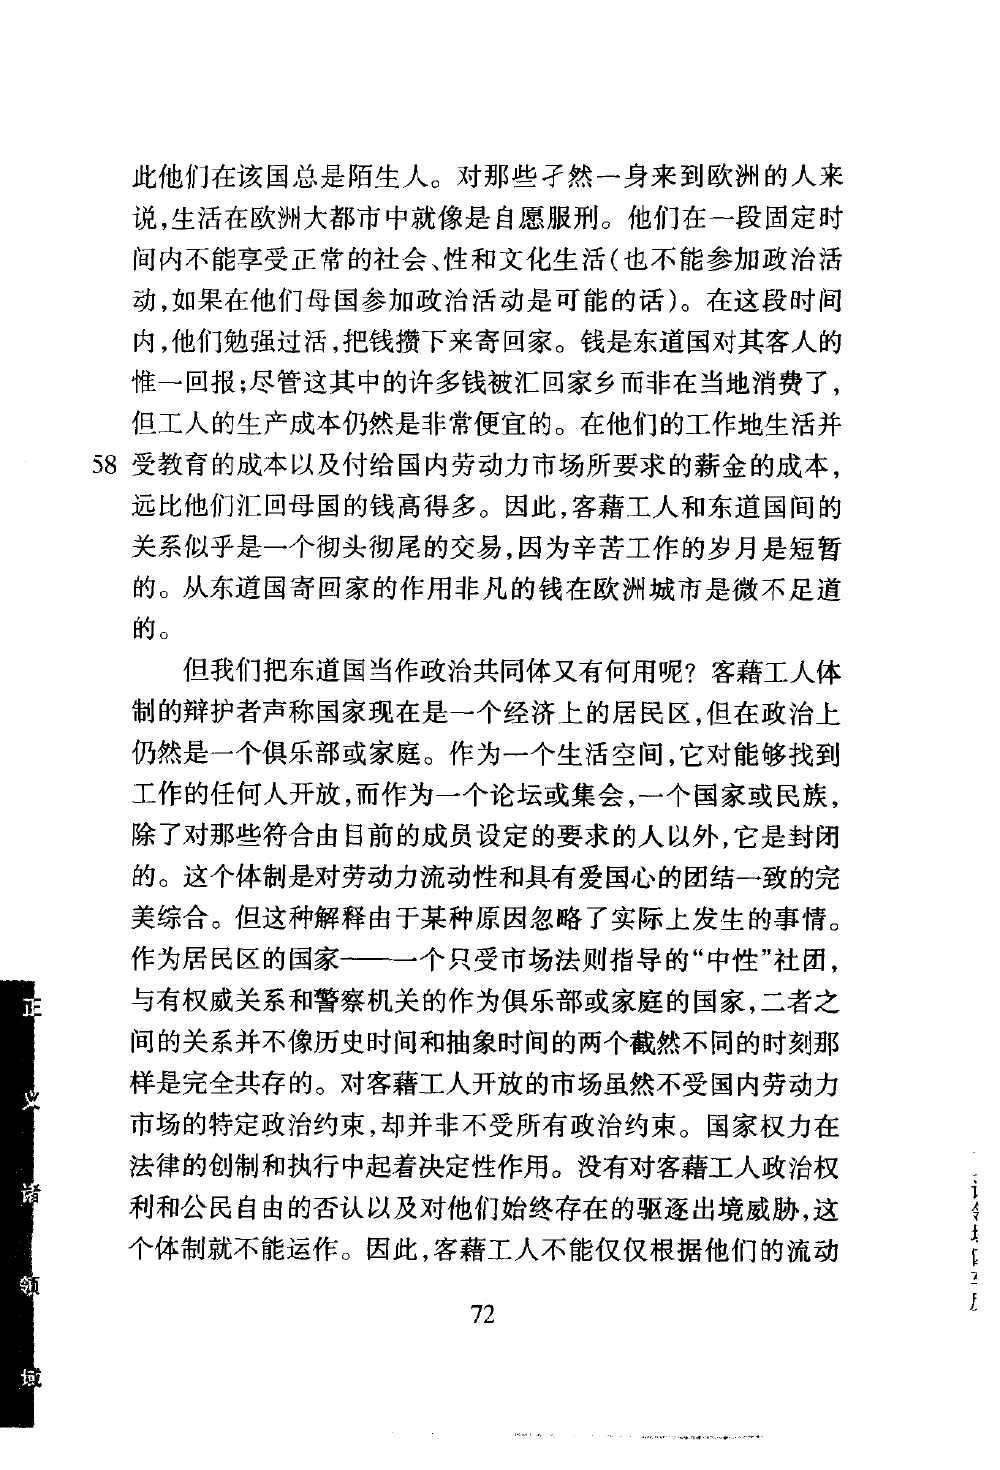 此他们在该国总是陌生人。对那些孑然一身来到欧洲的人来
说,生活在欧洲大都市中就像是自愿服刑。他们在一段固定时
间内不能享受正常的社会、性和文化生活(也不能参加政治活
动,如果在他们母国参加政治活动是可能的话)。在这段时间
内,他们勉强过活,把钱攒下来寄回家。钱是东道国对其客人的
惟一回报;尽管这其中的许多钱被汇回家乡而非在当地消费了,
但工人的生产成本仍然是非常便宜的。在他们的工作地生活并
58 受教育的成本以及付给国内劳动力市场所要求的薪金的成本,
远比他们汇回母国的钱高得多。因此,客藉工人和东道国间的
关系似乎是一个彻头彻尾的交易,因为辛苦工作的岁月是短暂
的。从东道国寄回家的作用非凡的钱在欧洲城市是微不足道
的。
但我们把东道国当作政治共同体又有何用呢? 客藉工人体
制的辩护者声称国家现在是一个经济上的居民区,但在政治上
仍然是一个俱乐部或家庭。作为一个生活空间,它对能够找到
工作的任何人开放,而作为一个论坛或集会,一个国家或民族,
除了对那些符合由目前的成员设定的要求的人以外,它是封闭
的。这个体制是对劳动力流动性和具有爱国心的团结一致的完
美综合。但这种解释由于某种原因忽略了实际上发生的事情。
作为居民区的国家——一个只受市场法则指导的“中性”社团,
与有权威关系和警察机关的作为俱乐部或家庭的国家,二者之
间的关系并不像历史时间和抽象时间的两个截然不同的时刻那
样是完全共存的。对客藉工人开放的市场虽然不受国内劳动力
市场的特定政治约束,却并非不受所有政治约束。国家权力在
法律的创制和执行中起着决定性作用。没有对客藉工人政治权
利和公民自由的否认以及对他们始终存在的驱逐出境威胁,这
个体制就不能运作。因此,客藉工人不能仅仅根据他们的流动
72
正义诸领域